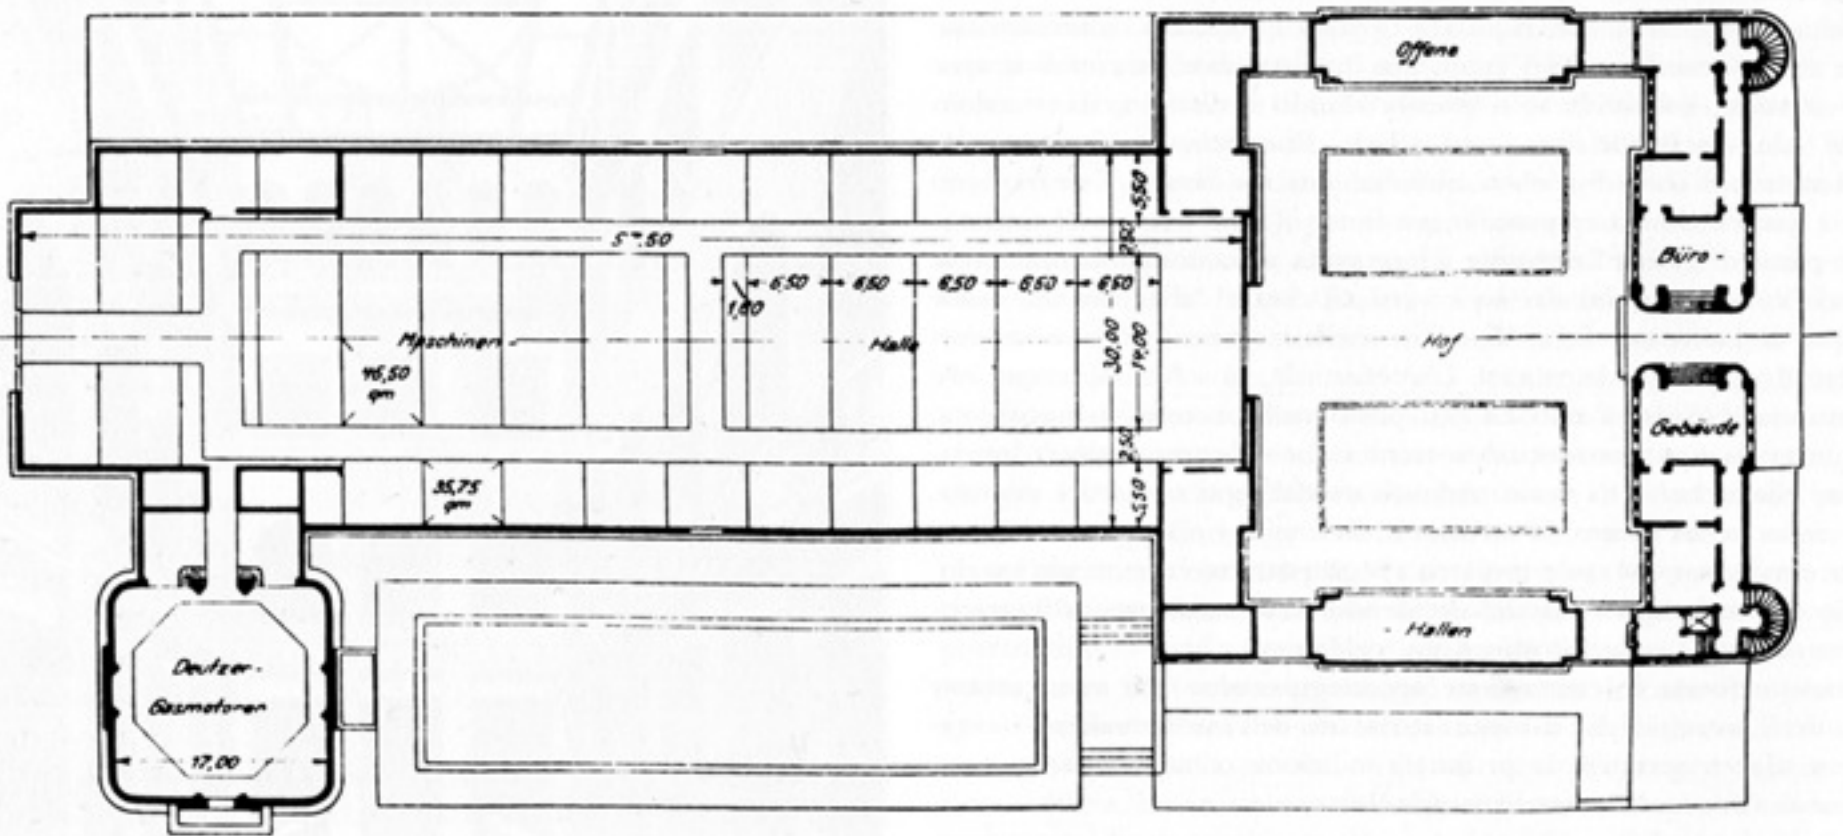 Offene
5,50
2,50
Büro-
6,50 6,50 6,50 6,50 6,50
1,80
Maschinen-
Halle
30,00
14,00
Hof
46,50
qm
Gebäude
2,50
35,75
qm
5,50
Hallen
Deutzer-
Gasmotoren
17,00